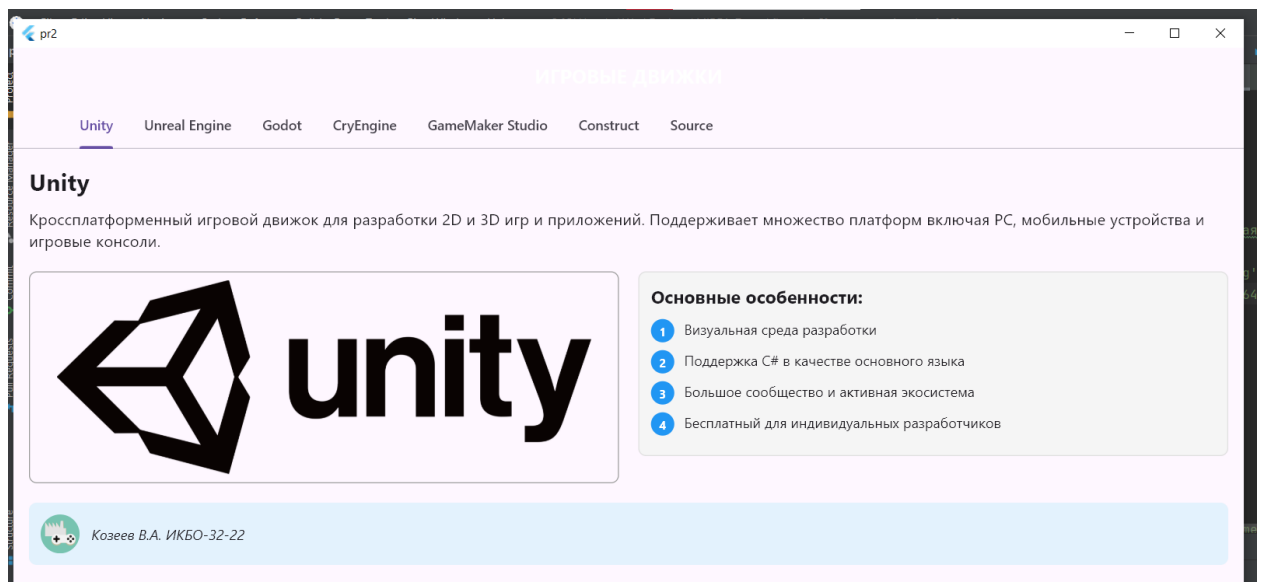 pr2
ИГРОВЫЕ ДВИЖКИ
Unity Unreal Engine Godot CryEngine GameMaker Studio Construct Source
Unity
Кроссплатформенный игровой движок для разработки 2D и 3D игр и приложений. Поддерживает множество платформ включая PC, мобильные устройства и
игровые консоли.
unity
Основные особенности:
1 Визуальная среда разработки
2 Поддержка C# в качестве основного языка
3 Большое сообщество и активная экосистема
4 Бесплатный для индивидуальных разработчиков
Козеев В.А. ИКБО-32-22